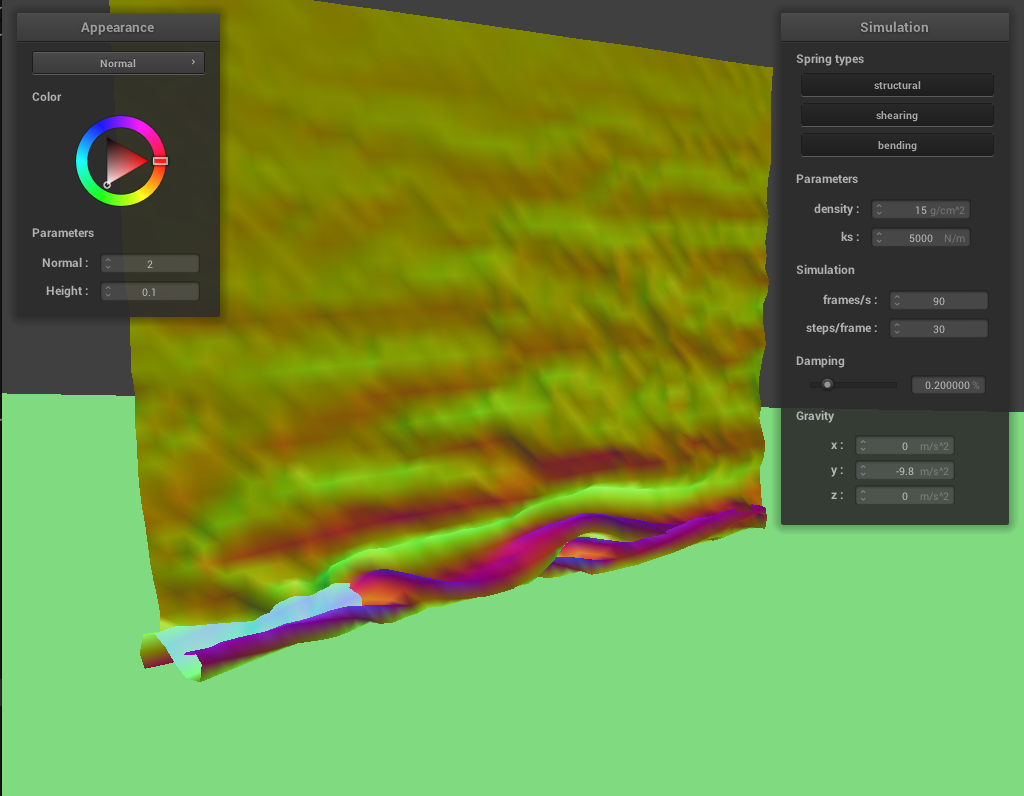 Appearance
Normal
Color
Parameters
Normal : 2
Height : 0.1
Simulation
Spring types
structural
shearing
bending
Parameters
density : 15 g/cm^2
ks : 5000 N/m
Simulation
frames/s : 90
steps/frame : 30
Damping
0.200000 %
Gravity
x : 0 m/s^2
y : -9.8 m/s^2
z : 0 m/s^2